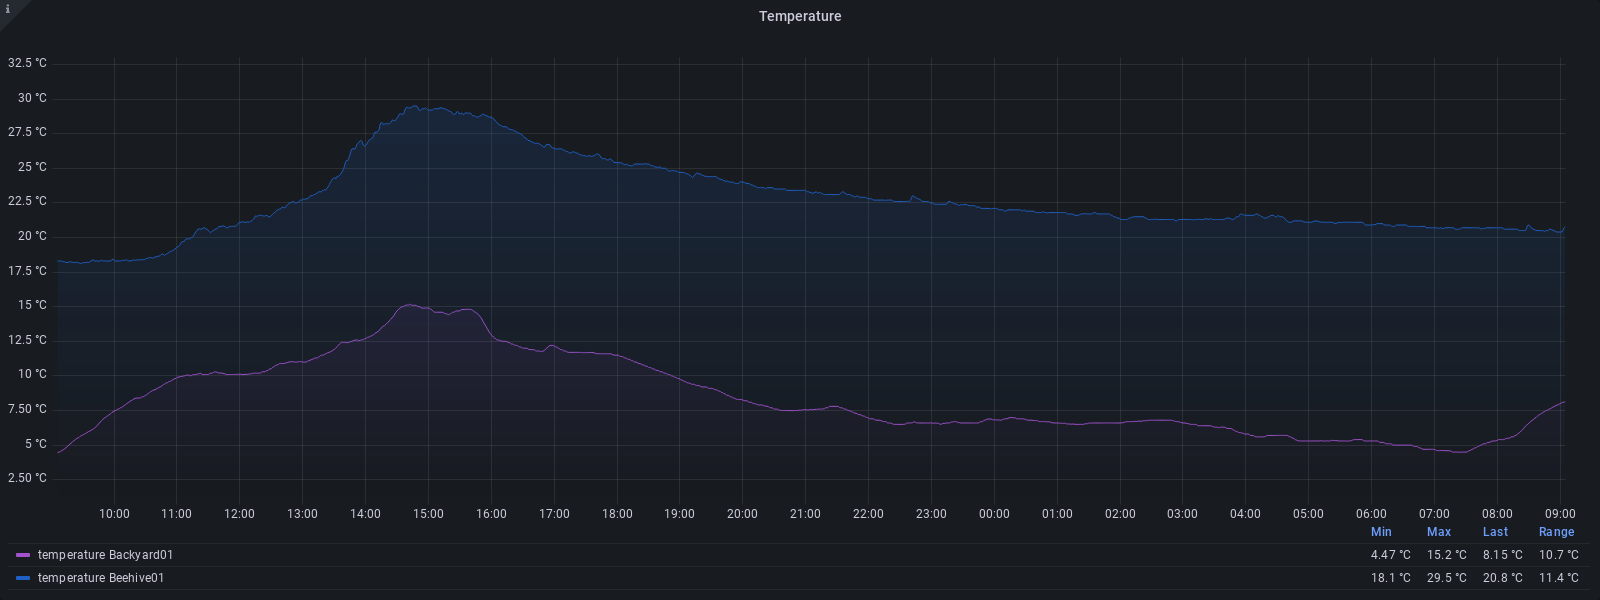 i
Temperature
32.5 °C
30 °C
27.5 °C
25 °C
22.5 °C
20 °C
17.5 °C
15 °C
12.5 °C
10 °C
7.50 °C
5 °C
2.50 °C
10:00 11:00 12:00 13:00 14:00 15:00 16:00 17:00 18:00 19:00 20:00 21:00 22:00 23:00 00:00 01:00 02:00 03:00 04:00 05:00 06:00 07:00 08:00 09:00
Min Max Last Range
temperature Backyard01 4.47 °C 15.2 °C 8.15 °C 10.7 °C
temperature Beehive01 18.1 °C 29.5 °C 20.8 °C 11.4 °C